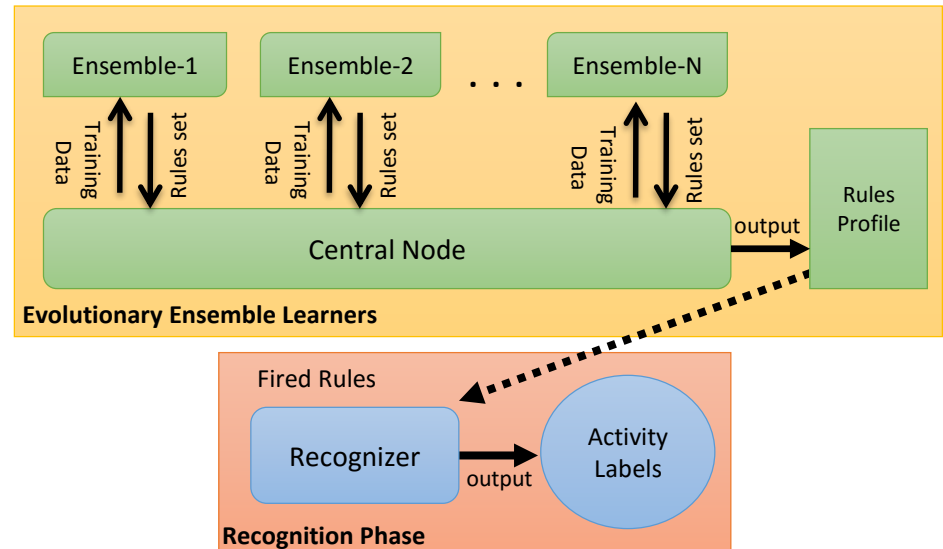 Ensemble-1
Ensemble-2
. . .
Ensemble-N
Training
Data
Rules set
Training
Data
Rules set
Training
Data
Rules set
Central Node
output
Rules
Profile
Evolutionary Ensemble Learners
Fired Rules
Recognizer
output
Activity
Labels
Recognition Phase